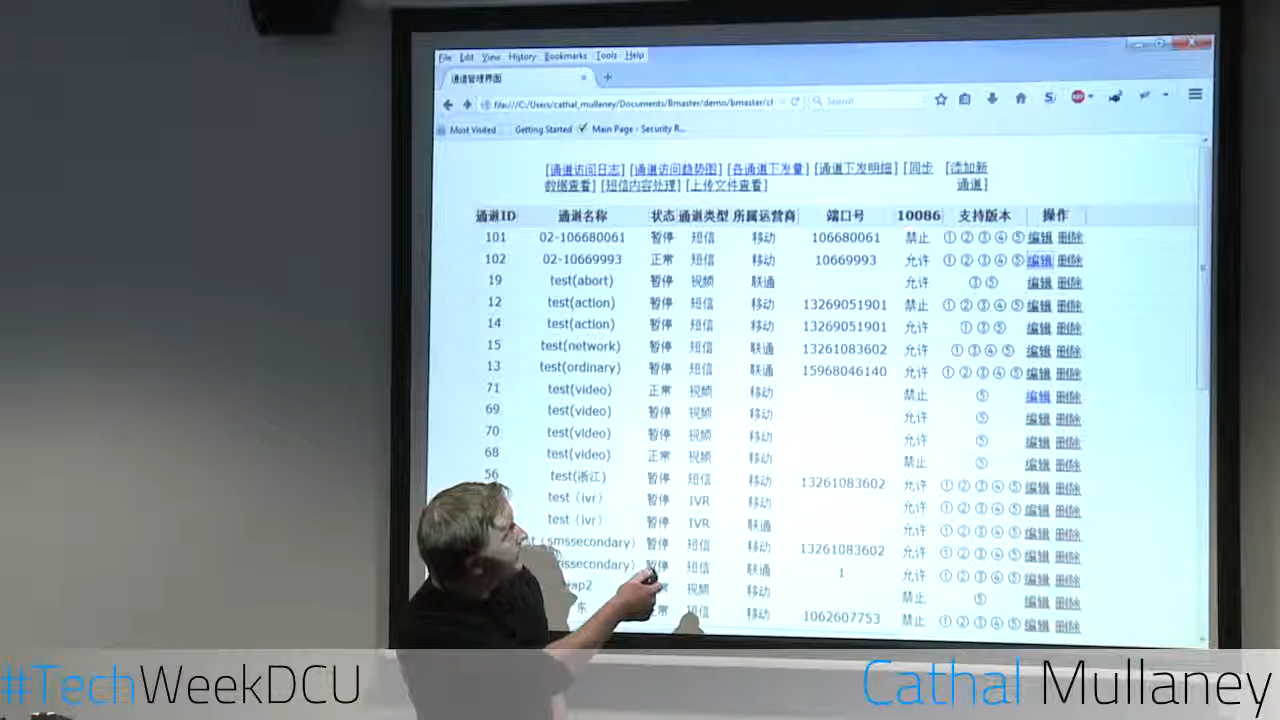 File Edit View History Bookmarks Tools Help
通道管理界面
file:///C:/Users/cathal_mullaney/Documents/Bmaster/demo/bmaster/cl
Search
Most Visited Getting Started Main Page - Security R...
[通道访问日志] [通道访问趋势图] [各通道下发量] [通道下发明细] [同步 [添加新
数据查看] [短信内容处理] [上传文件查看] 通道]
通道ID 通道名称 状态 通道类型 所属运营商 端口号 10086 支持版本 操作
101 02-106680061 暂停 短信 移动 106680061 禁止 ① ② ③ ④ ⑤ 编辑 删除
102 02-10669993 正常 短信 移动 10669993 允许 ① ② ③ ④ ⑤ 编辑 删除
19 test(abort) 暂停 视频 联通 允许 ③ ⑤ 编辑 删除
12 test(action) 暂停 短信 移动 13269051901 禁止 ① ② ③ ④ ⑤ 编辑 删除
14 test(action) 暂停 短信 移动 13269051901 允许 ① ③ ⑤ 编辑 删除
15 test(network) 暂停 短信 联通 13261083602 允许 ① ③ ④ ⑤ 编辑 删除
13 test(ordinary) 暂停 短信 联通 15968046140 允许 ① ② ③ ④ ⑤ 编辑 删除
71 test(video) 正常 视频 移动 禁止 ⑤ 编辑 删除
69 test(video) 暂停 视频 移动 允许 ⑤ 编辑 删除
70 test(video) 暂停 视频 移动 允许 ⑤ 编辑 删除
68 test(video) 正常 视频 移动 禁止 ⑤ 编辑 删除
56 test(浙江) 暂停 短信 移动 13261083602 允许 ① ② ③ ④ ⑤ 编辑 删除
test（ivr） 暂停 IVR 移动 允许 ① ② ③ ④ ⑤ 编辑 删除
test（ivr） 暂停 IVR 联通 允许 ① ② ③ ④ ⑤ 编辑 删除
（smssecondary） 暂停 短信 移动 13261083602 允许 ① ② ③ ④ ⑤ 编辑 删除
暂停 短信 联通 1 允许 ① ② ③ ④ ⑤ 编辑 删除
视频 移动 禁止 ⑤ 编辑 删除
东 短信 移动 1062607753 禁止 ① ② ③ ④ ⑤ 编辑 删除
#TechWeekDCU
Cathal Mullaney